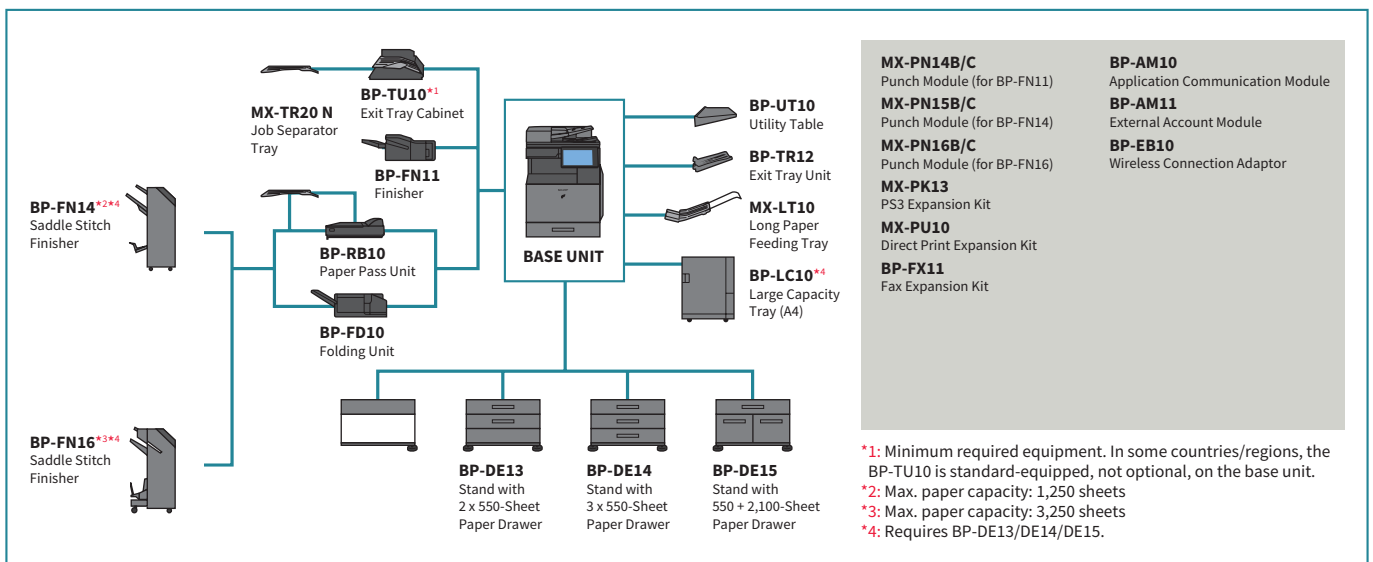 MX-TR20 N
Job Separator
Tray
BP-TU10*1
Exit Tray Cabinet
BP-FN11
Finisher
BP-FN14*2*4
Saddle Stitch
Finisher
BP-RB10
Paper Pass Unit
BP-FD10
Folding Unit
BP-FN16*3*4
Saddle Stitch
Finisher
BASE UNIT
BP-UT10
Utility Table
BP-TR12
Exit Tray Unit
MX-LT10
Long Paper
Feeding Tray
BP-LC10*4
Large Capacity
Tray (A4)
BP-DE13
Stand with
2 x 550-Sheet
Paper Drawer
BP-DE14
Stand with
3 x 550-Sheet
Paper Drawer
BP-DE15
Stand with
550 + 2,100-Sheet
Paper Drawer
MX-PN14B/C
Punch Module (for BP-FN11)
MX-PN15B/C
Punch Module (for BP-FN14)
MX-PN16B/C
Punch Module (for BP-FN16)
MX-PK13
PS3 Expansion Kit
MX-PU10
Direct Print Expansion Kit
BP-FX11
Fax Expansion Kit
BP-AM10
Application Communication Module
BP-AM11
External Account Module
BP-EB10
Wireless Connection Adaptor
*1: Minimum required equipment. In some countries/regions, the
BP-TU10 is standard-equipped, not optional, on the base unit.
*2: Max. paper capacity: 1,250 sheets
*3: Max. paper capacity: 3,250 sheets
*4: Requires BP-DE13/DE14/DE15.